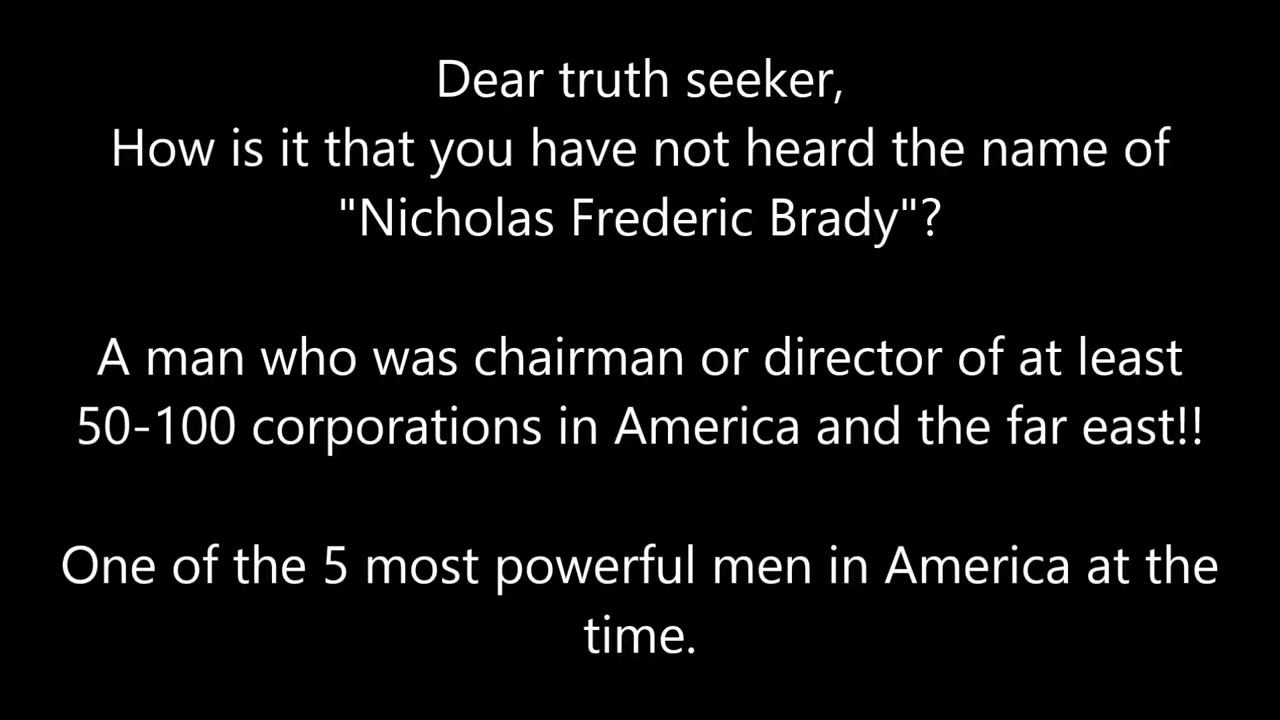 Dear truth seeker,
How is it that you have not heard the name of
"Nicholas Frederic Brady"?
A man who was chairman or director of at least
50-100 corporations in America and the far east!!
One of the 5 most powerful men in America at the
time.